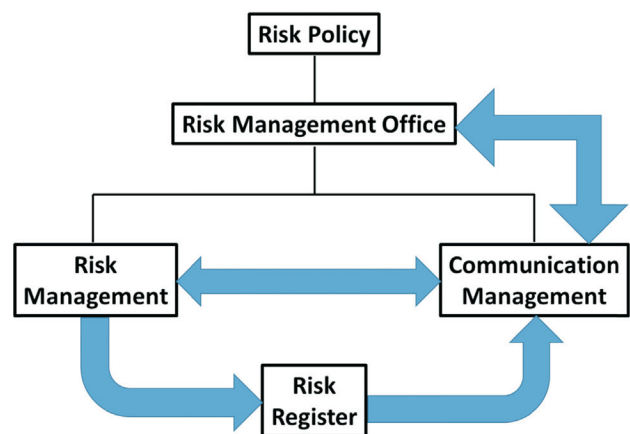 Risk Policy
Risk Management Office
Risk
Management
Communication
Management
Risk
Register